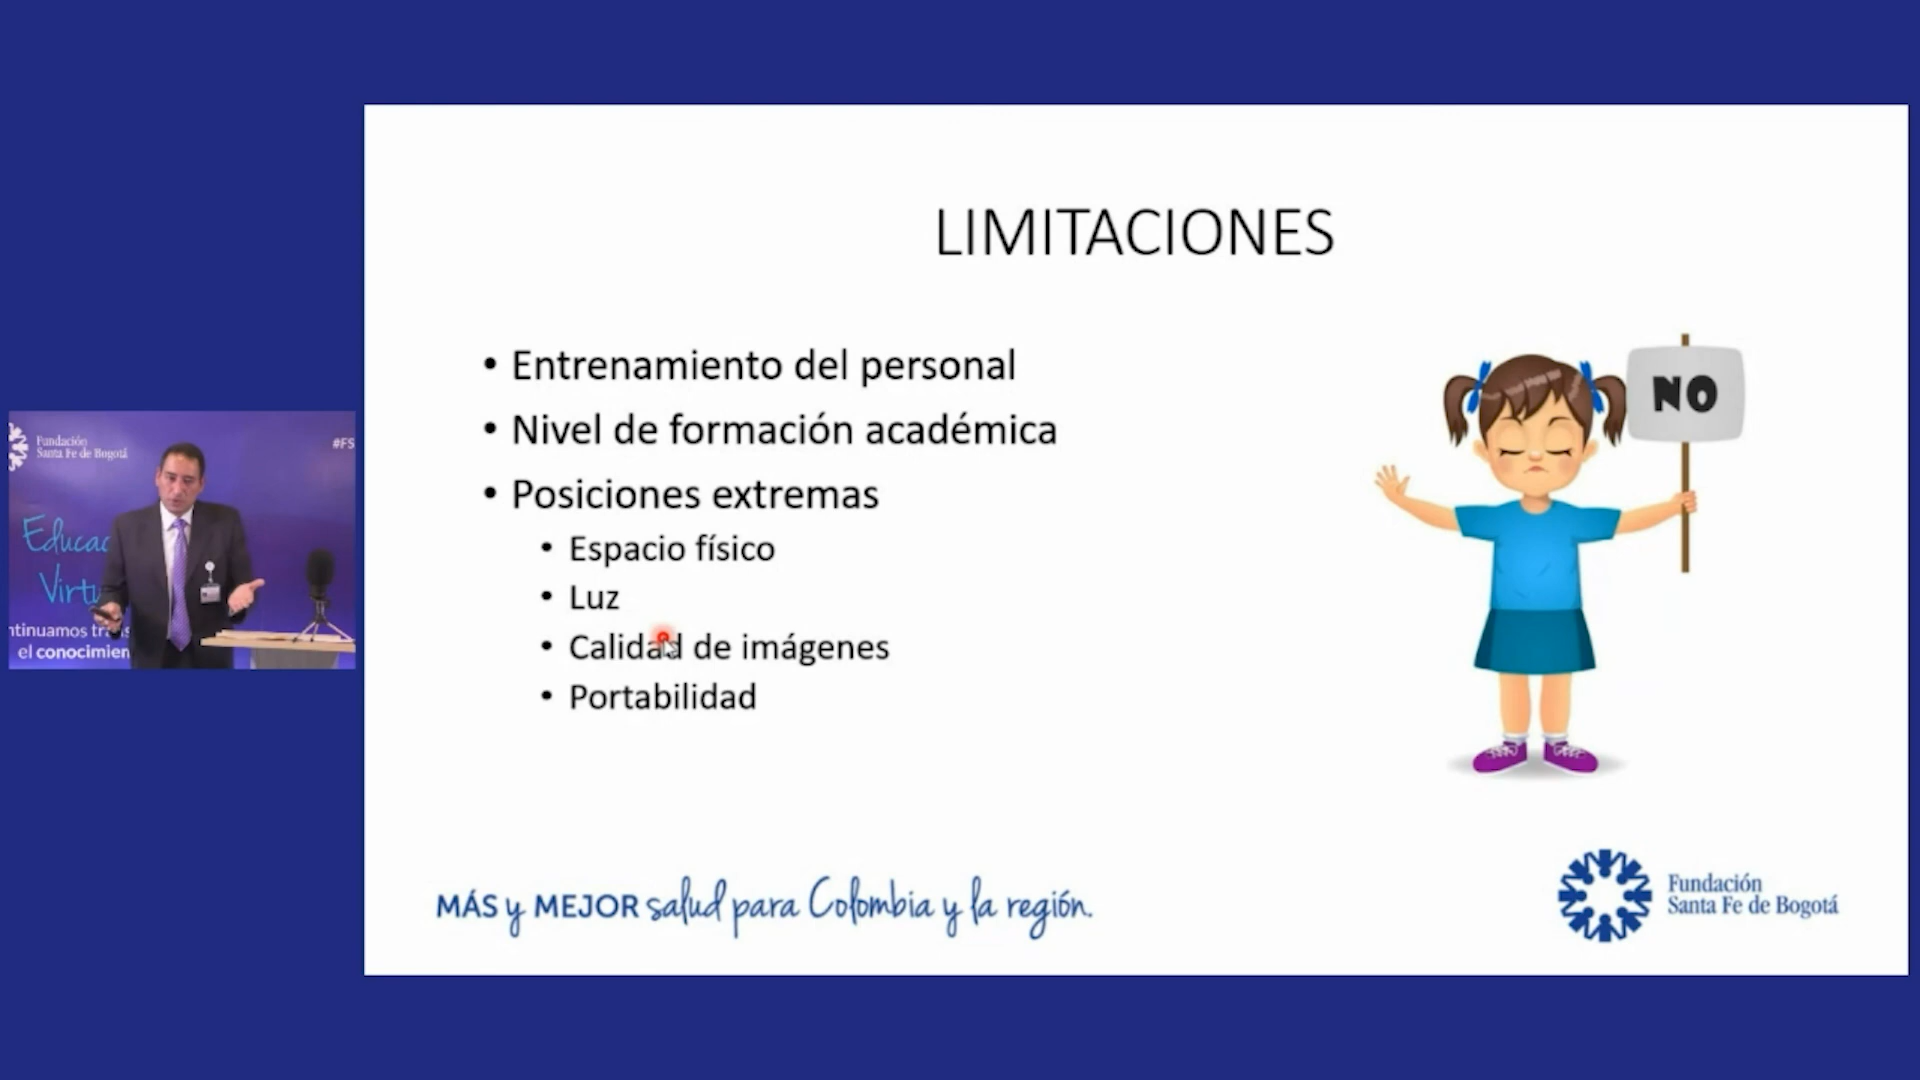 LIMITACIONES
• Entrenamiento del personal
• Nivel de formación académica
• Posiciones extremas
• Espacio físico
• Luz
• Calidad de imágenes
• Portabilidad
NO
MÁS y MEJOR salud para Colombia y la región.
Fundación
Santa Fe de Bogotá
Fundación
Santa Fe de Bogotá
#FS
Educac
Virtu
ntinuamos tra s
el conocimien